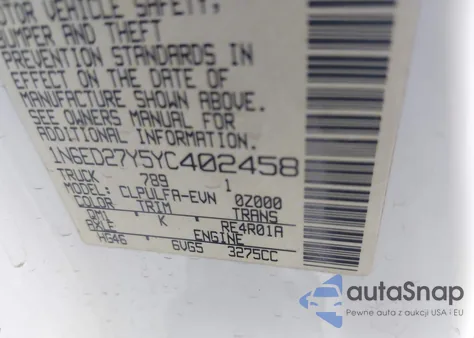 MOTOR VEHICLE SAFETY,
BUMPER AND THEFT
PREVENTION STANDARDS IN
EFFECT ON THE DATE OF
MANUFACTURE SHOWN ABOVE.
SEE OWNERS MANUAL FOR
ADDITIONAL INFORMATION.
1N6ED27Y5YC402458
TRUCK 789 1
MODEL: CLPULFA-EVN 0Z000
COLOR TRIM TRANS
QM1 K RE4R01A
AXLE ENGINE
HG46 6VG5 3275CC
autoSnap
Pewne auta z aukcji USA i EU